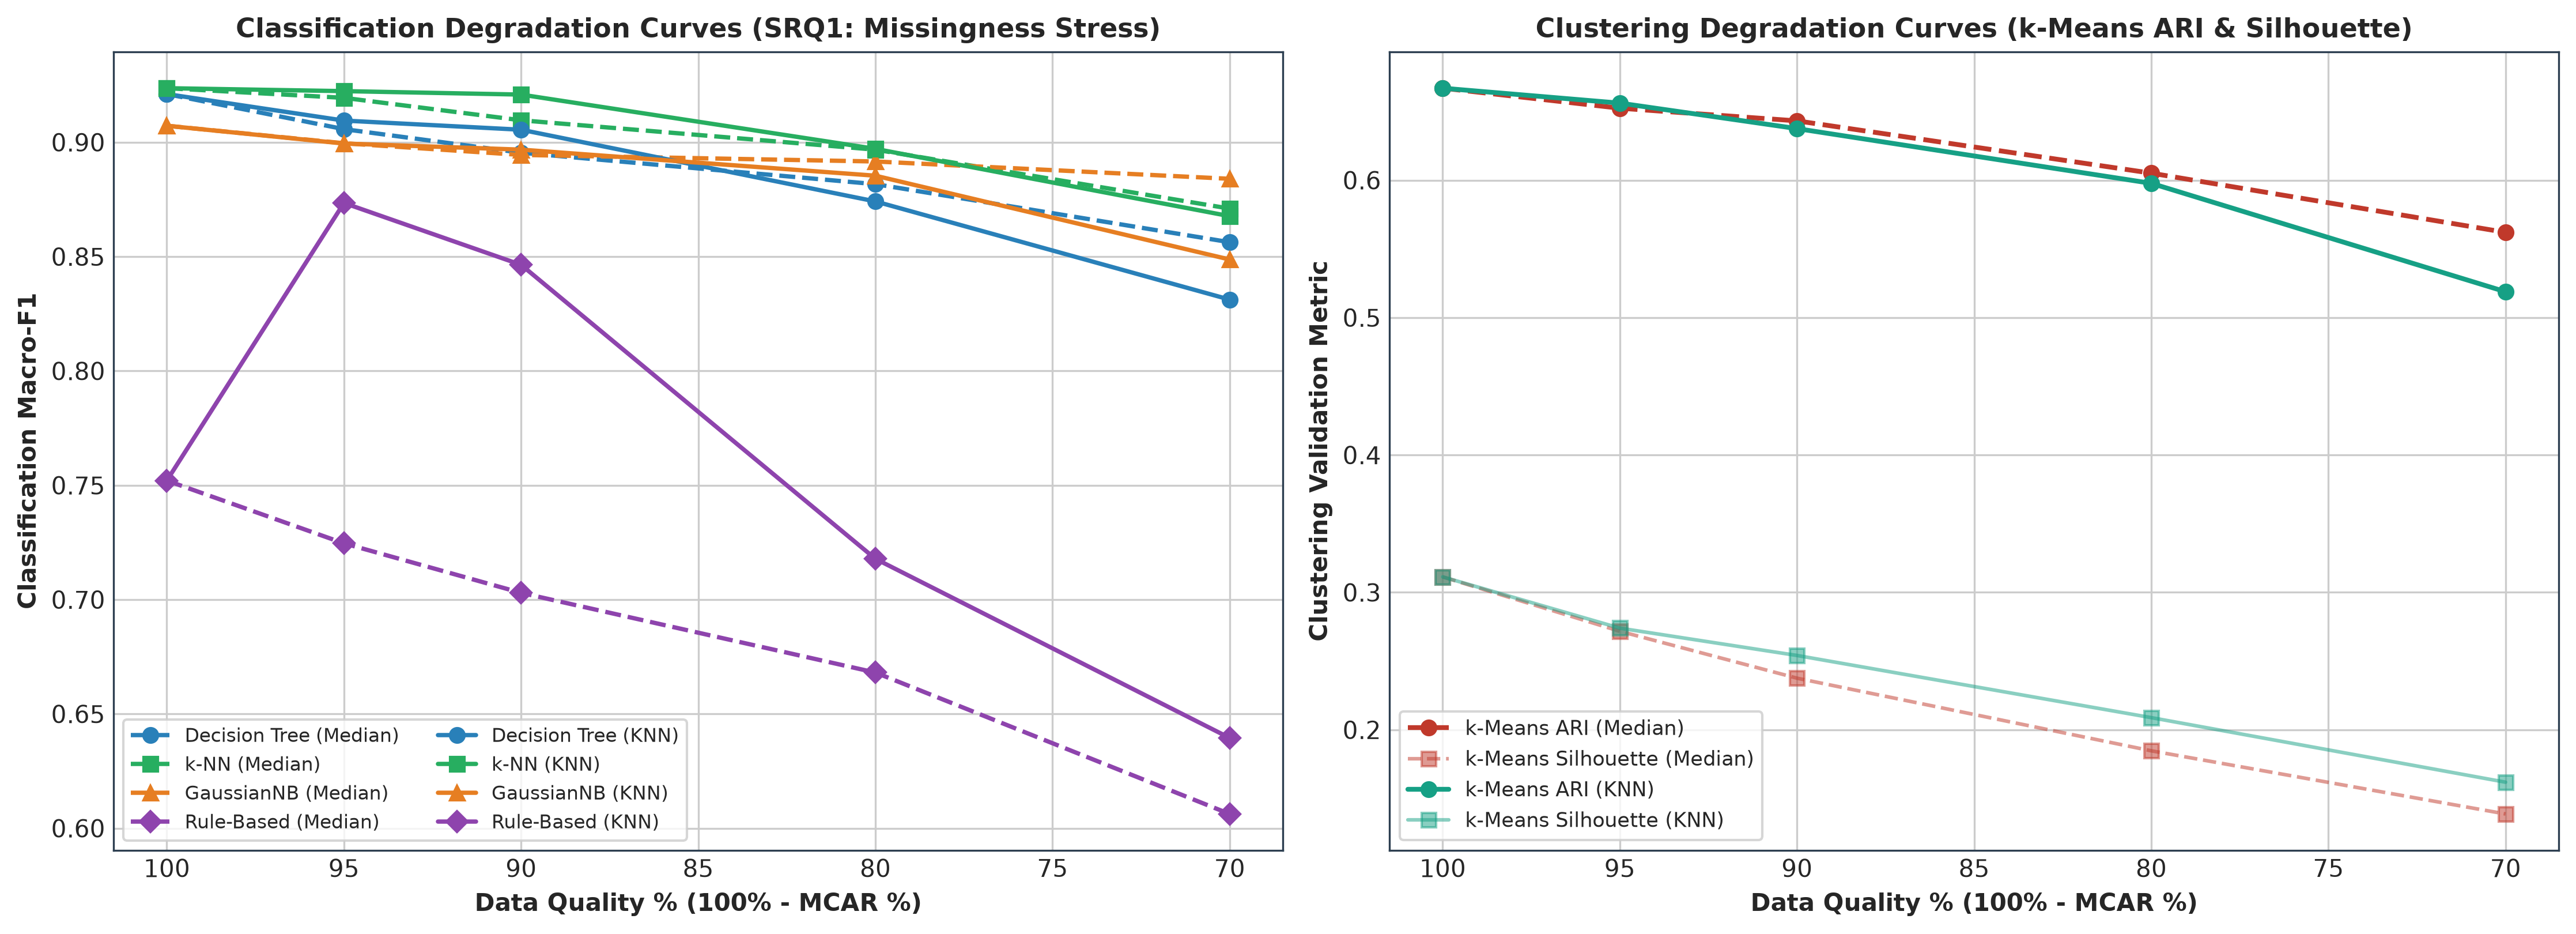 Classification Degradation Curves (SRQ1: Missingness Stress)
Classification Macro-F1
0.90
0.85
0.80
0.75
0.70
0.65
0.60
Decision Tree (Median)
k-NN (Median)
GaussianNB (Median)
Rule-Based (Median)
Decision Tree (KNN)
k-NN (KNN)
GaussianNB (KNN)
Rule-Based (KNN)
100 95 90 85 80 75 70
Data Quality % (100% - MCAR %)
Clustering Degradation Curves (k-Means ARI & Silhouette)
Clustering Validation Metric
0.6
0.5
0.4
0.3
0.2
k-Means ARI (Median)
k-Means Silhouette (Median)
k-Means ARI (KNN)
k-Means Silhouette (KNN)
100 95 90 85 80 75 70
Data Quality % (100% - MCAR %)